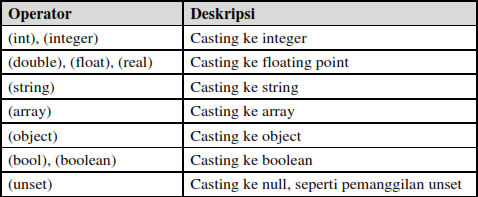 Operator Deskripsi
(int), (integer) Casting ke integer
(double), (float), (real) Casting ke floating point
(string) Casting ke string
(array) Casting ke array
(object) Casting ke object
(bool), (boolean) Casting ke boolean
(unset) Casting ke null, seperti pemanggilan unset